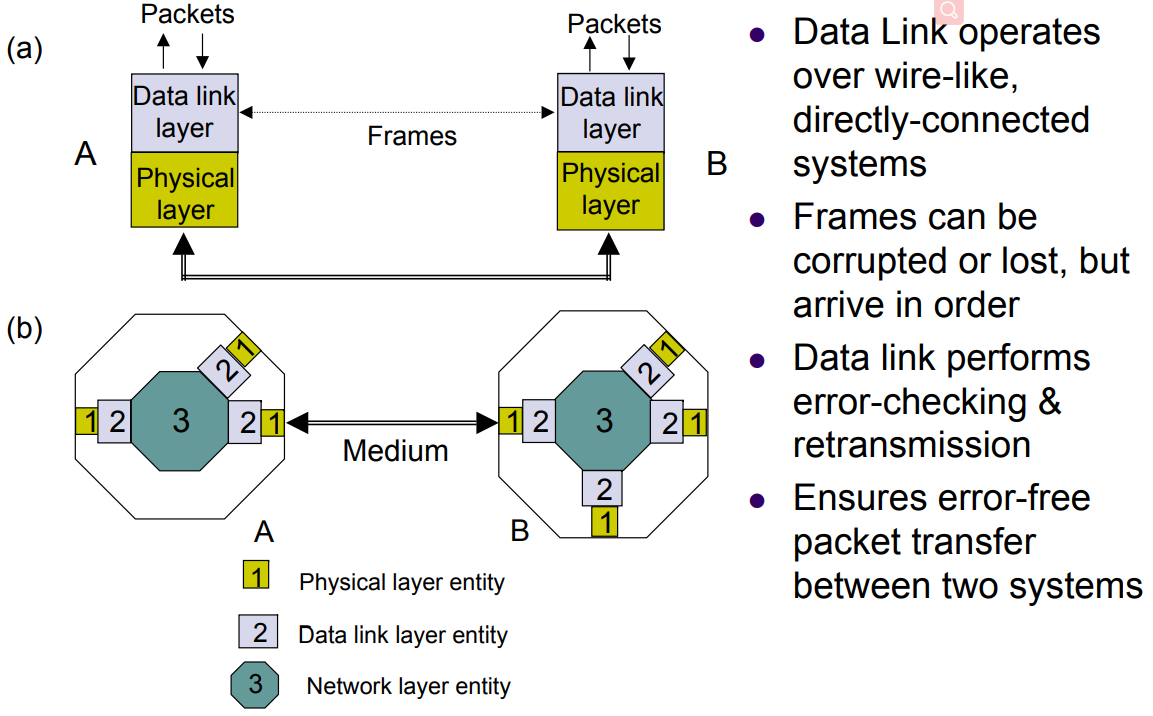 (a)
Packets
Packets
Data link
layer
Data link
layer
Frames
A
B
Physical
layer
Physical
layer
(b)
1 2 3 2 1 2 1
Medium
1 2 3 2 1 2 1 2 1
A
B
1 Physical layer entity
2 Data link layer entity
3 Network layer entity
• Data Link operates
over wire-like,
directly-connected
systems
• Frames can be
corrupted or lost, but
arrive in order
• Data link performs
error-checking &
retransmission
• Ensures error-free
packet transfer
between two systems